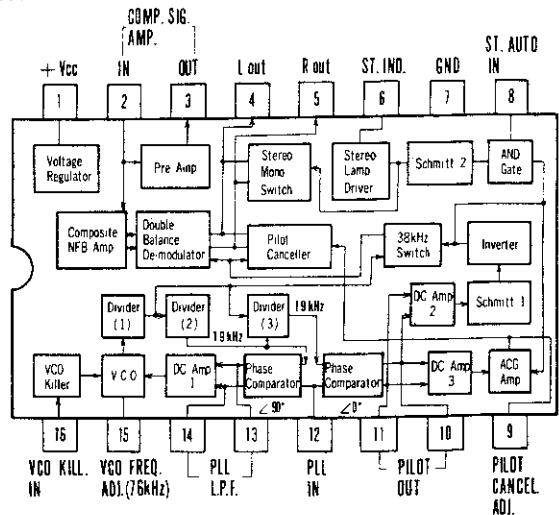 COMP. SIG.
AMP.
+ Vcc
IN
OUT
L out
R out
ST. IND.
GND
ST. AUTO
IN
1
2
3
4
5
6
7
8
Voltage
Regulator
Pre Amp
Stereo
Mono
Switch
Stereo
Lamp
Driver
Schmitt 2
AND
Gate
Composite
NFB Amp
Double
Balance
De-modulator
Pilot
Canceller
38kHz
Switch
Inverter
DC Amp
2
Schmitt 1
Divider
(1)
Divider
(2)
Divider
(3)
19kHz
19kHz
VCO
Killer
V C O
DC Amp
1
Phase
Comparator
Phase
Comparator
DC Amp
3
ACG
Amp
∠90°
∠0°
16
15
14
13
12
11
10
9
VCO KILL.
IN
VCO FREQ.
ADJ.(76kHz)
PLL
L.P.F.
PLL
IN
PILOT
OUT
PILOT
CANCEL.
ADJ.